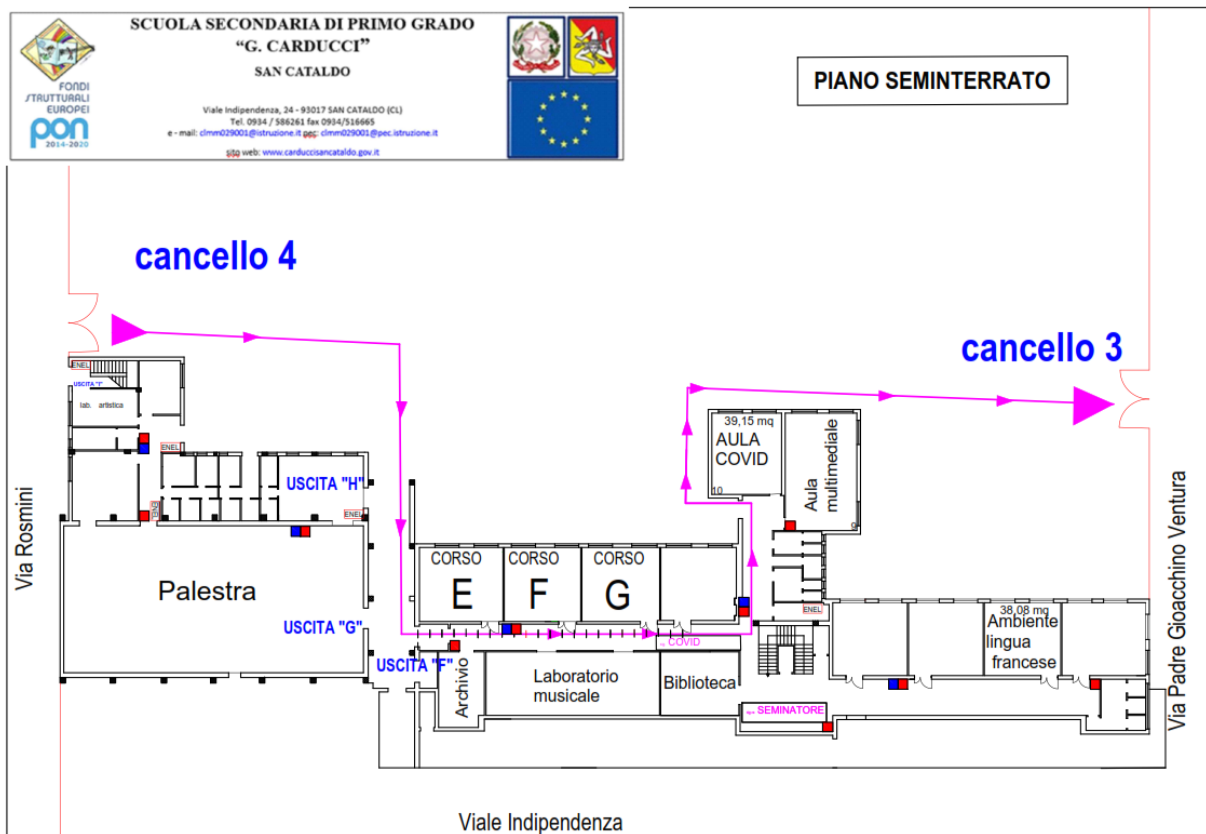 SCUOLA SECONDARIA DI PRIMO GRADO
“G. CARDUCCI”
SAN CATALDO
FONDI
STRUTTURALI
EUROPEI
pon
2014-2020
Viale Indipendenza, 24 - 93017 SAN CATALDO (CL)
Tel. 0934 / 586261 fax 0934/516665
e - mail: clmm029001@istruzione.it pec: clmm029001@pec.istruzione.it
sito web: www.carduccisancataldo.gov.it
PIANO SEMINTERRATO
cancello 4
cancello 3
ENEL
USCITA "I"
lab. artistica
ENEL
ENEL
USCITA "H"
ENEL
Via Rosmini
Palestra
USCITA "G"
USCITA "F"
CORSO
E
CORSO
F
CORSO
G
39,15 mq
AULA
COVID
10
Aula
multimediale
9
ENEL
COVID
Archivio
Laboratorio
musicale
Biblioteca
SEMINATORE
38,08 mq
Ambiente
lingua
francese
Via Padre Gioacchino Ventura
Viale Indipendenza